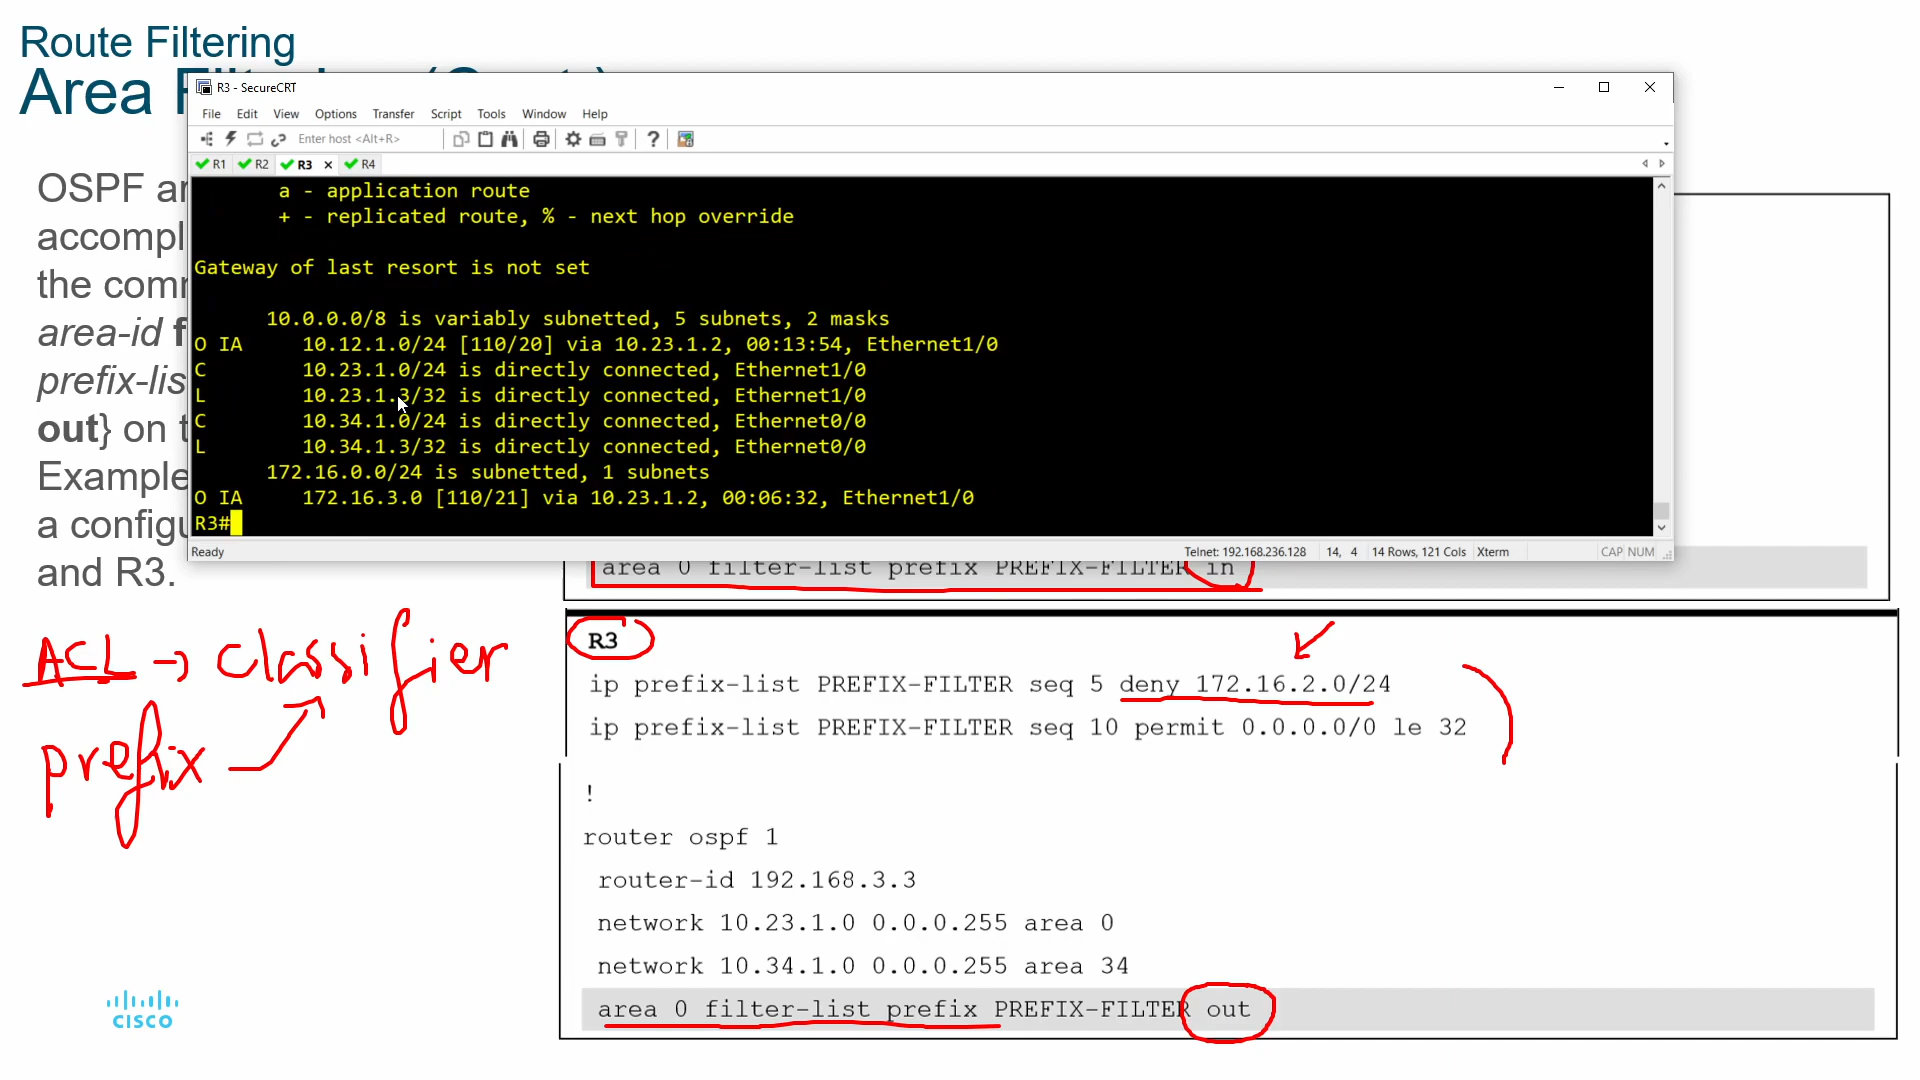 Route Filtering
Area F
R3 - SecureCRT
File Edit View Options Transfer Script Tools Window Help
Enter host <Alt+R>
R1 R2 R3 × R4
a - application route
+ - replicated route, % - next hop override
Gateway of last resort is not set
10.0.0.0/8 is variably subnetted, 5 subnets, 2 masks
O IA 10.12.1.0/24 [110/20] via 10.23.1.2, 00:13:54, Ethernet1/0
C 10.23.1.0/24 is directly connected, Ethernet1/0
L 10.23.1.3/32 is directly connected, Ethernet1/0
C 10.34.1.0/24 is directly connected, Ethernet0/0
L 10.34.1.3/32 is directly connected, Ethernet0/0
172.16.0.0/24 is subnetted, 1 subnets
O IA 172.16.3.0 [110/21] via 10.23.1.2, 00:06:32, Ethernet1/0
R3#
Ready Telnet: 192.168.236.128 14, 4 14 Rows, 121 Cols Xterm CAP NUM
OSPF ar
accompl
the comm
area-id f
prefix-lis
out} on t
Example
a configu
and R3.
ACL → classifier
prefix
area 0 filter-list prefix PREFIX-FILTER in
R3
ip prefix-list PREFIX-FILTER seq 5 deny 172.16.2.0/24
ip prefix-list PREFIX-FILTER seq 10 permit 0.0.0.0/0 le 32
!
router ospf 1
router-id 192.168.3.3
network 10.23.1.0 0.0.0.255 area 0
network 10.34.1.0 0.0.0.255 area 34
area 0 filter-list prefix PREFIX-FILTER out
CISCO